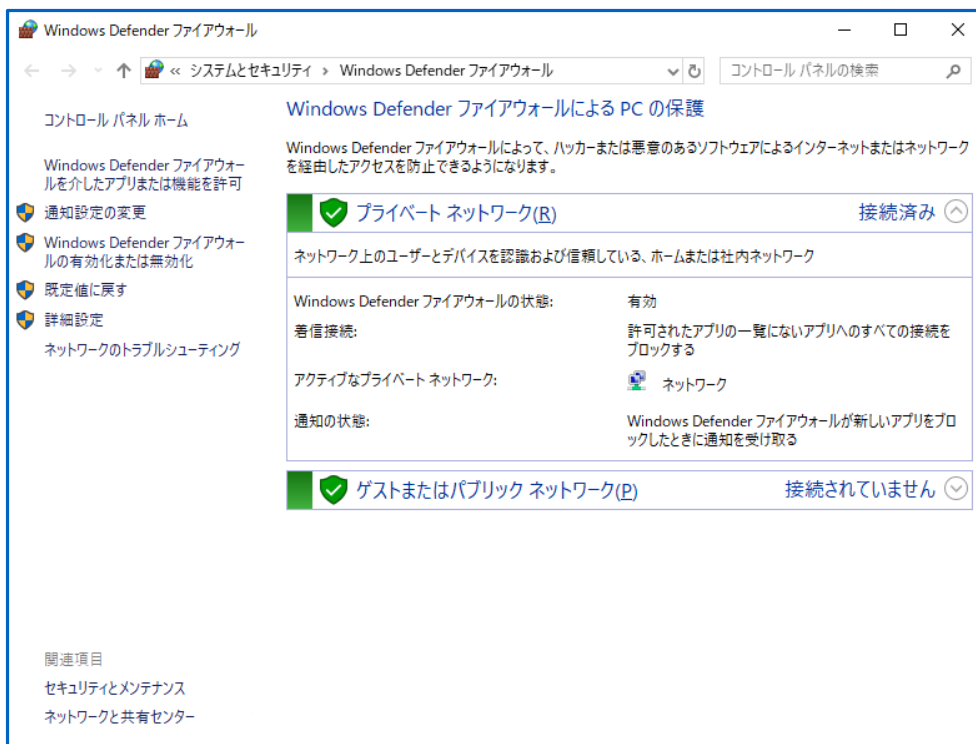 Windows Defender ファイアウォール
« システムとセキュリティ › Windows Defender ファイアウォール
コントロール パネルの検索
コントロール パネル ホーム
Windows Defender ファイアウォー
ルを介したアプリまたは機能を許可
通知設定の変更
Windows Defender ファイアウォー
ルの有効化または無効化
既定値に戻す
詳細設定
ネットワークのトラブルシューティング
Windows Defender ファイアウォールによる PC の保護
Windows Defender ファイアウォールによって、ハッカーまたは悪意のあるソフトウェアによるインターネットまたはネットワーク
を経由したアクセスを防止できるようになります。
プライベート ネットワーク(R) 接続済み
ネットワーク上のユーザーとデバイスを認識および信頼している、ホームまたは社内ネットワーク
Windows Defender ファイアウォールの状態: 有効
着信接続: 許可されたアプリの一覧にないアプリへのすべての接続を
ブロックする
アクティブなプライベート ネットワーク: ネットワーク
通知の状態: Windows Defender ファイアウォールが新しいアプリをブロ
ックしたときに通知を受け取る
ゲストまたはパブリック ネットワーク(P) 接続されていません
関連項目
セキュリティとメンテナンス
ネットワークと共有センター